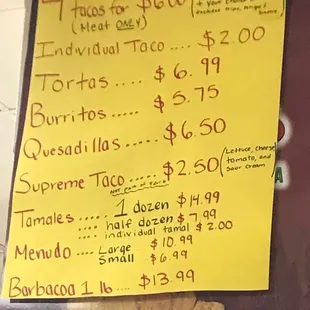 7 tacos for $6.00
(Meat ONLY)
Individual Taco .... $2.00
Tortas ..... $6.99
Burritos ..... $5.75
Quesadillas ..... $6.50
Supreme Taco ..... $2.50 (Lettuce, cheese, tomato, and sour cream
Tamales ..... 1 dozen $14.99
.... half dozen $7.99
.... individual tamal $2.00
Menudo .... Large $10.99
Small $6.99
Barbacoa 1 lb .... $13.99